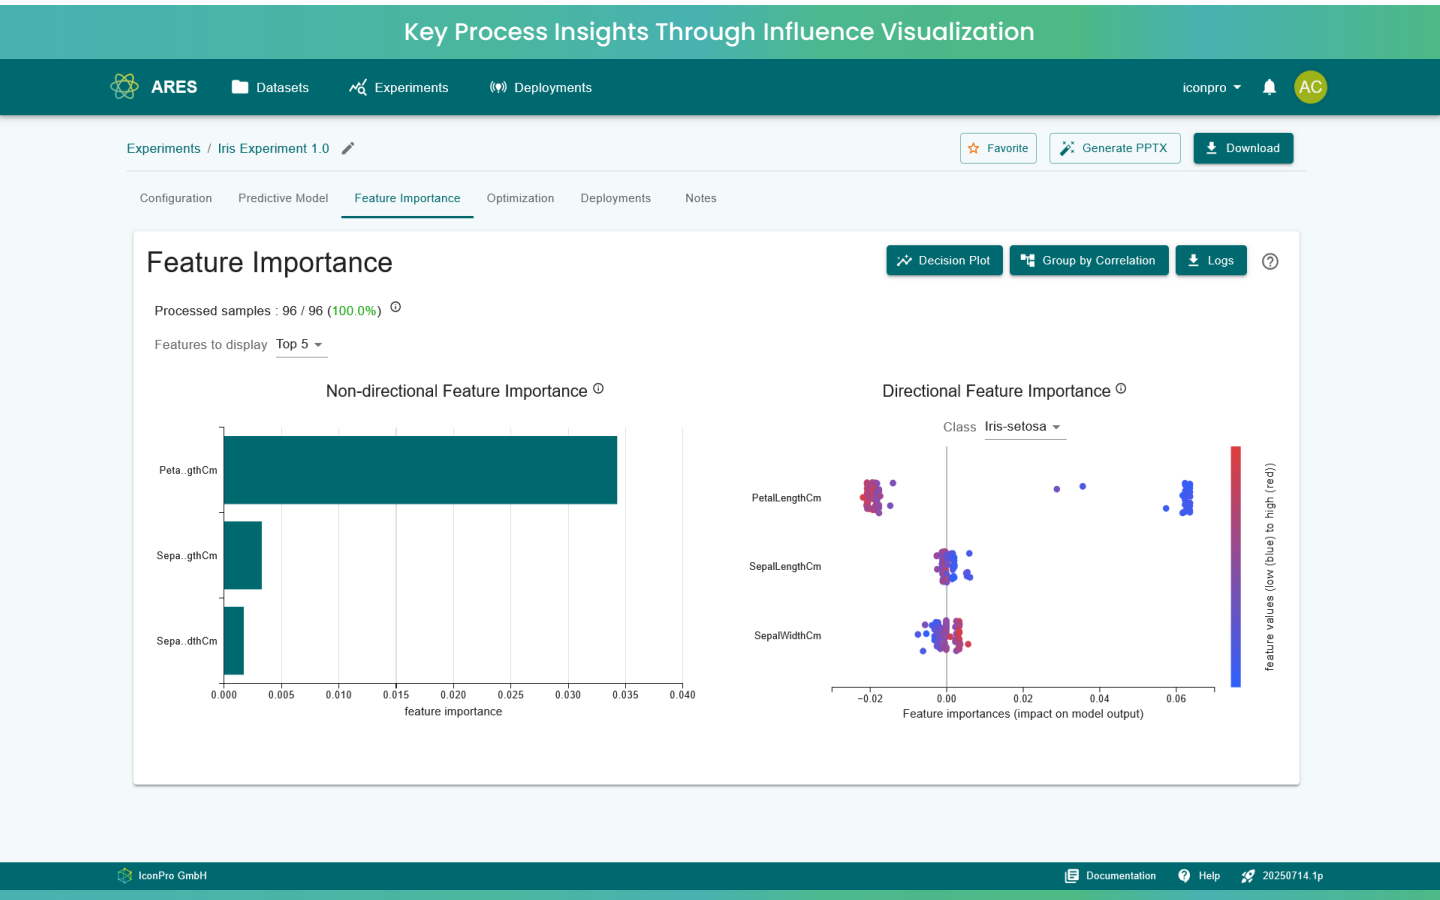 Key Process Insights Through Influence Visualization
ARES Datasets Experiments Deployments iconpro AC
Experiments / Iris Experiment 1.0 Favorite Generate PPTX Download
Configuration Predictive Model Feature Importance Optimization Deployments Notes
Feature Importance Decision Plot Group by Correlation Logs
Processed samples : 96 / 96 (100.0%)
Features to display Top 5
Non-directional Feature Importance
Peta..gthCm
Sepa..gthCm
Sepa..dthCm
0.000 0.005 0.010 0.015 0.020 0.025 0.030 0.035 0.040
feature importance
Directional Feature Importance
Class Iris-setosa
PetalLengthCm
SepalLengthCm
SepalWidthCm
−0.02 0.00 0.02 0.04 0.06
Feature importances (impact on model output)
feature values (low (blue) to high (red))
IconPro GmbH Documentation Help 20250714.1p